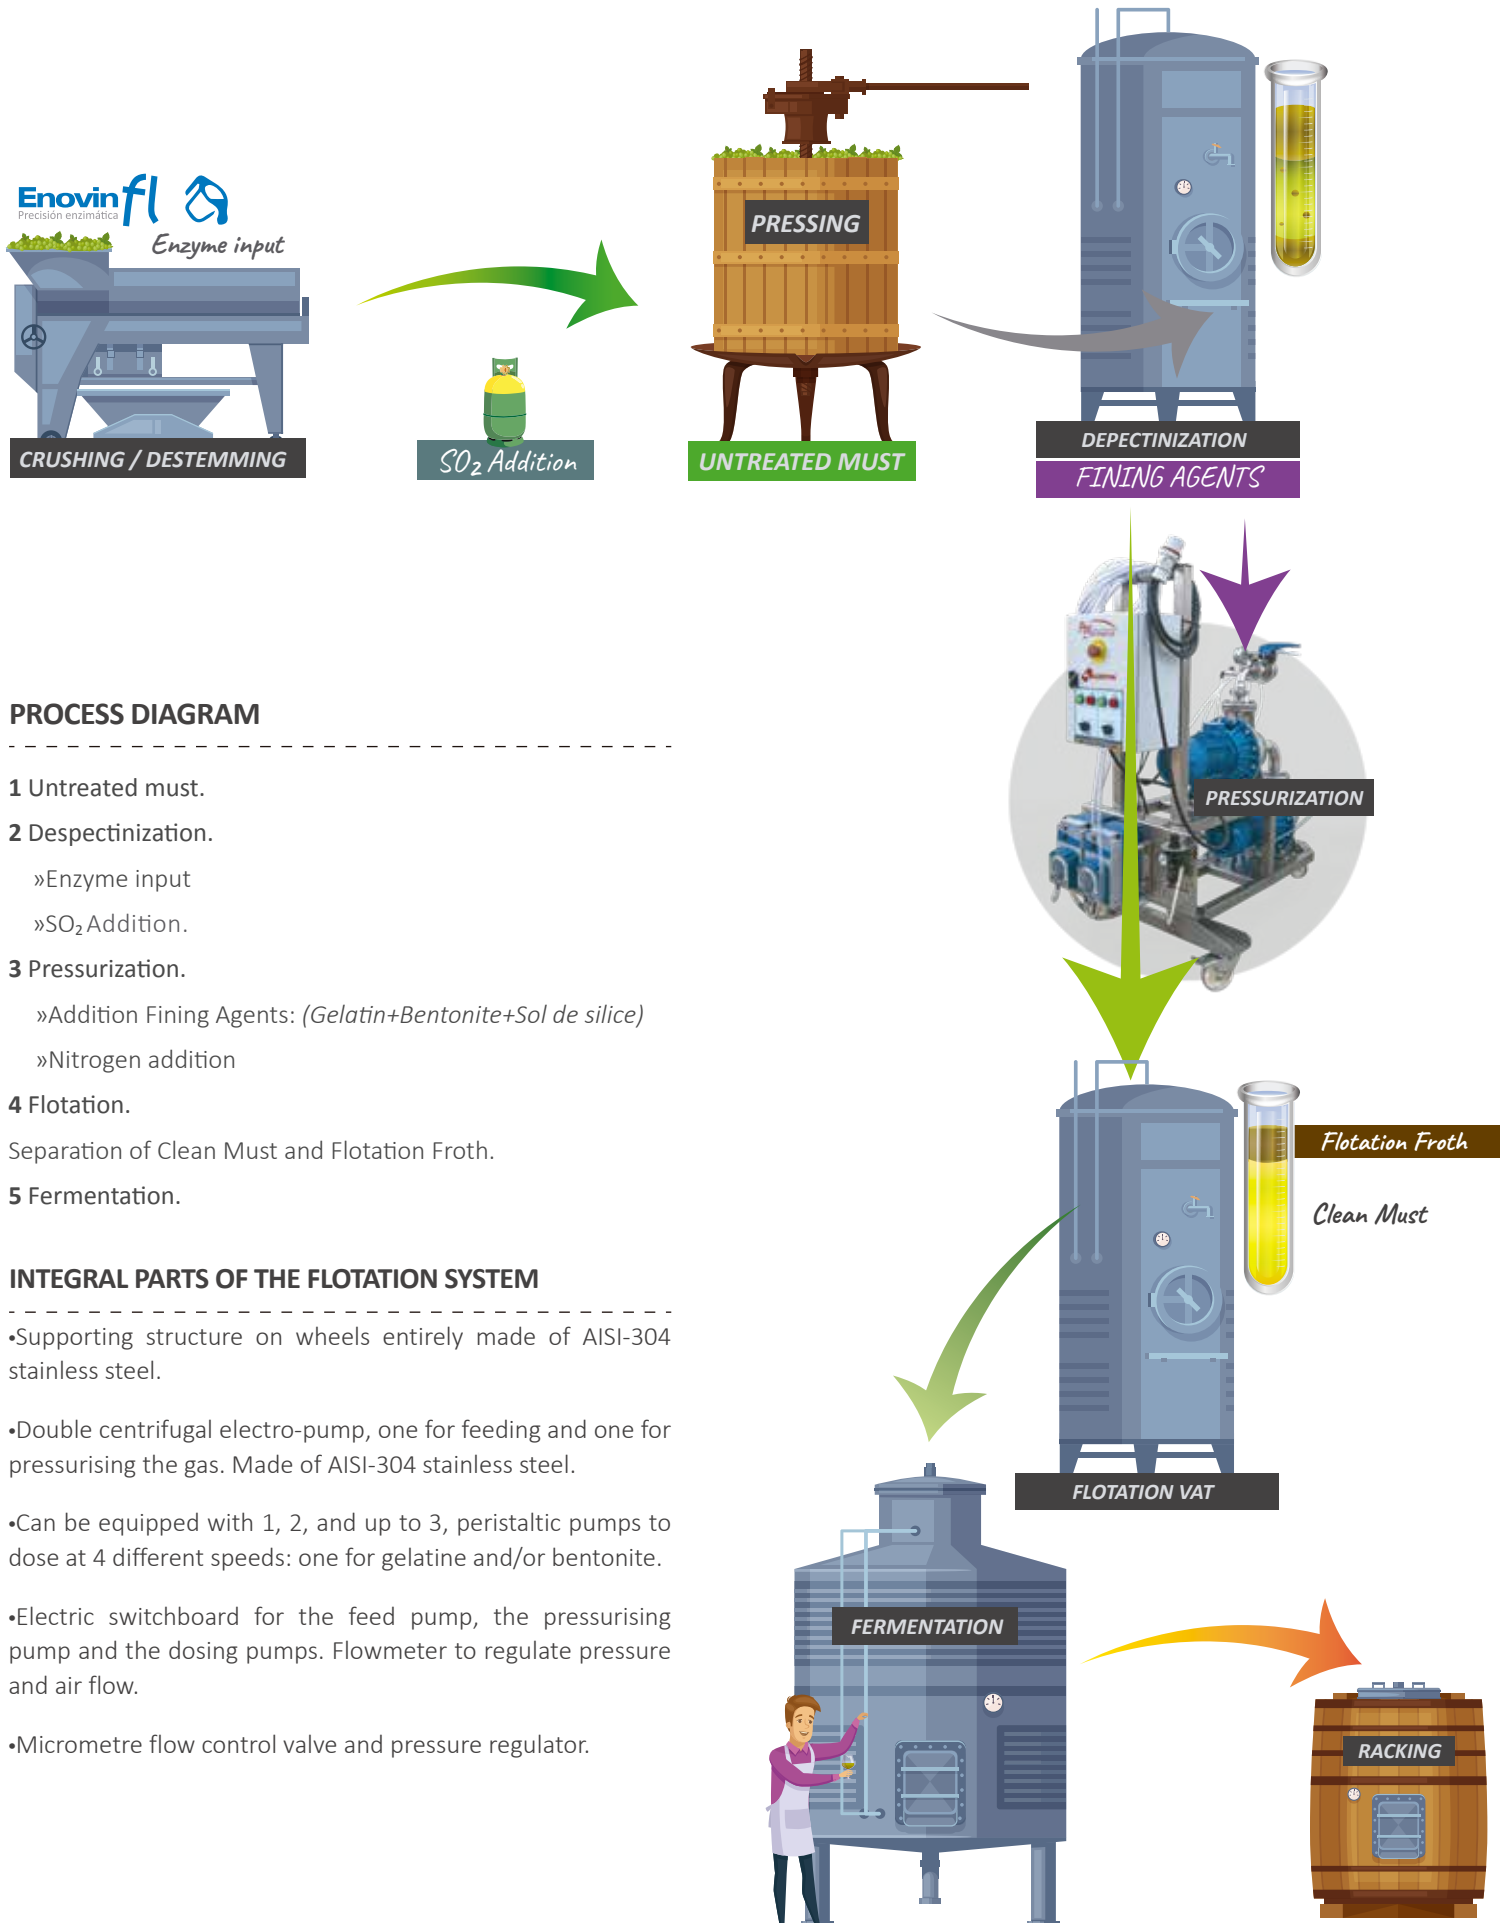 Enovin fl
Precisión enzimática
Enzyme input
CRUSHING / DESTEMMING
SO₂ Addition
PRESSING
UNTREATED MUST
DEPECTINIZATION
FINING AGENTS
PRESSURIZATION
PROCESS DIAGRAM
1 Untreated must.
2 Despectinization.
»Enzyme input
»SO₂ Addition.
3 Pressurization.
»Addition Fining Agents: (Gelatin+Bentonite+Sol de silice)
»Nitrogen addition
4 Flotation.
Separation of Clean Must and Flotation Froth.
5 Fermentation.
INTEGRAL PARTS OF THE FLOTATION SYSTEM
•Supporting structure on wheels entirely made of AISI-304
stainless steel.
•Double centrifugal electro-pump, one for feeding and one for
pressurising the gas. Made of AISI-304 stainless steel.
•Can be equipped with 1, 2, and up to 3, peristaltic pumps to
dose at 4 different speeds: one for gelatine and/or bentonite.
•Electric switchboard for the feed pump, the pressurising
pump and the dosing pumps. Flowmeter to regulate pressure
and air flow.
•Micrometre flow control valve and pressure regulator.
Flotation Froth
Clean Must
FLOTATION VAT
FERMENTATION
RACKING